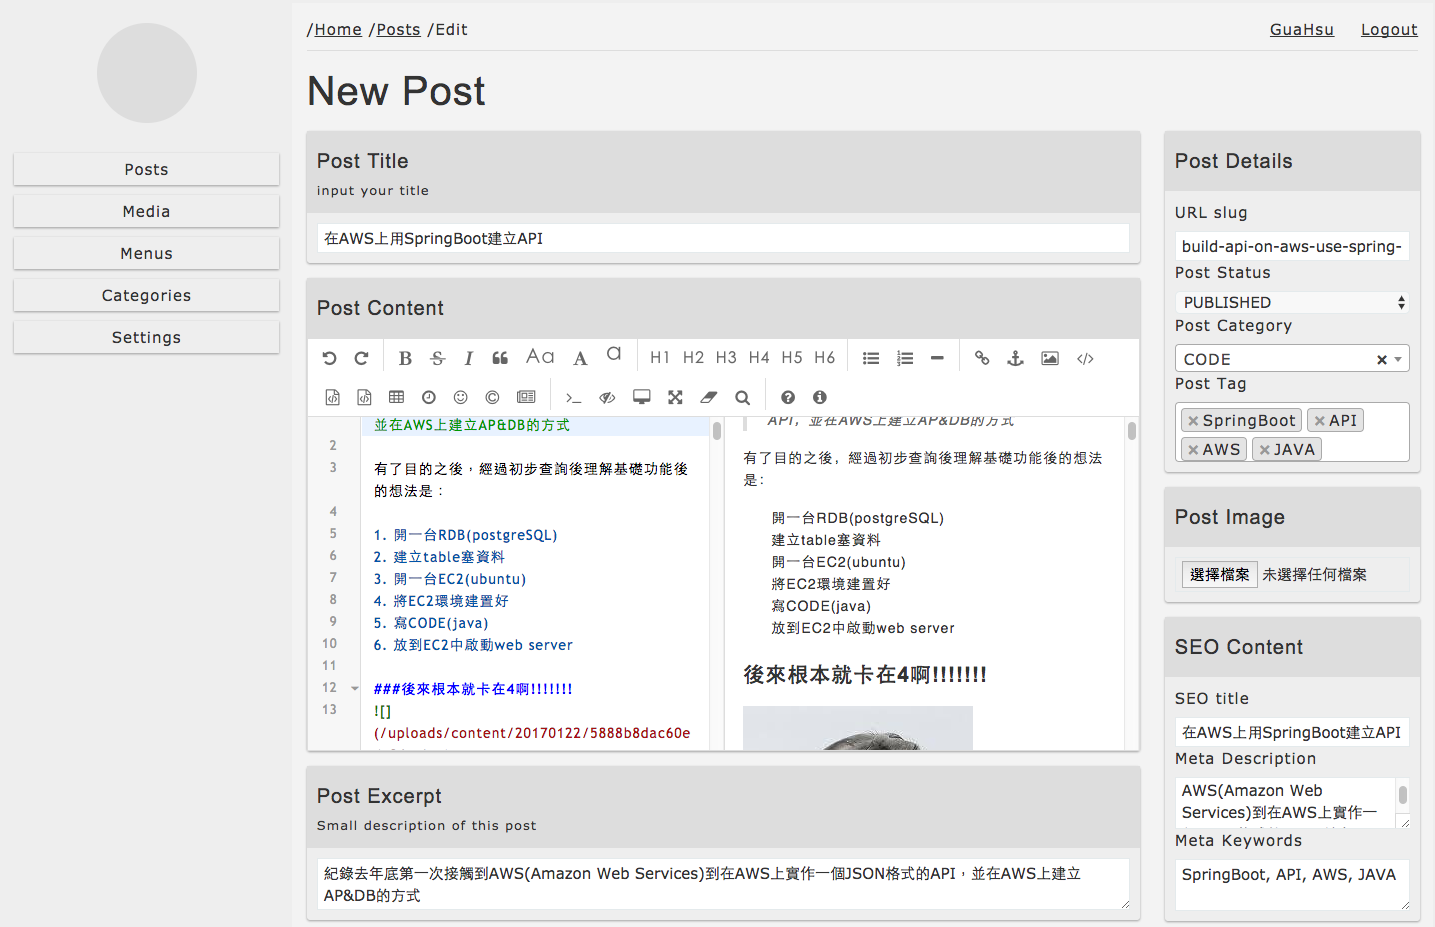 /Home /Posts /Edit
GuaHsu Logout
New Post
Posts
Media
Menus
Categories
Settings
Post Title
input your title
在AWS上用SpringBoot建立API
Post Content
H1 H2 H3 H4 H5 H6
並在AWS上建立AP&DB的方式
2
3 有了目的之後，經過初步查詢後理解基礎功能後
的想法是：
4
5 1. 開一台RDB(postgreSQL)
6 2. 建立table塞資料
7 3. 開一台EC2(ubuntu)
8 4. 將EC2環境建置好
9 5. 寫CODE(java)
10 6. 放到EC2中啟動web server
11
12 ###後來根本就卡在4啊!!!!!!!
13 ![]
(/uploads/content/20170122/5888b8dac60e
API，並在AWS上建立AP&DB的方式
有了目的之後，經過初步查詢後理解基礎功能後的想法
是：
開一台RDB(postgreSQL)
建立table塞資料
開一台EC2(ubuntu)
將EC2環境建置好
寫CODE(java)
放到EC2中啟動web server
後來根本就卡在4啊!!!!!!!
Post Excerpt
Small description of this post
紀錄去年底第一次接觸到AWS(Amazon Web Services)到在AWS上實作一個JSON格式的API，並在AWS上建立
AP&DB的方式
Post Details
URL slug
build-api-on-aws-use-spring-
Post Status
PUBLISHED
Post Category
CODE
Post Tag
SpringBoot API
AWS JAVA
Post Image
選擇檔案 未選擇任何檔案
SEO Content
SEO title
在AWS上用SpringBoot建立API
Meta Description
AWS(Amazon Web
Services)到在AWS上實作一
Meta Keywords
SpringBoot, API, AWS, JAVA